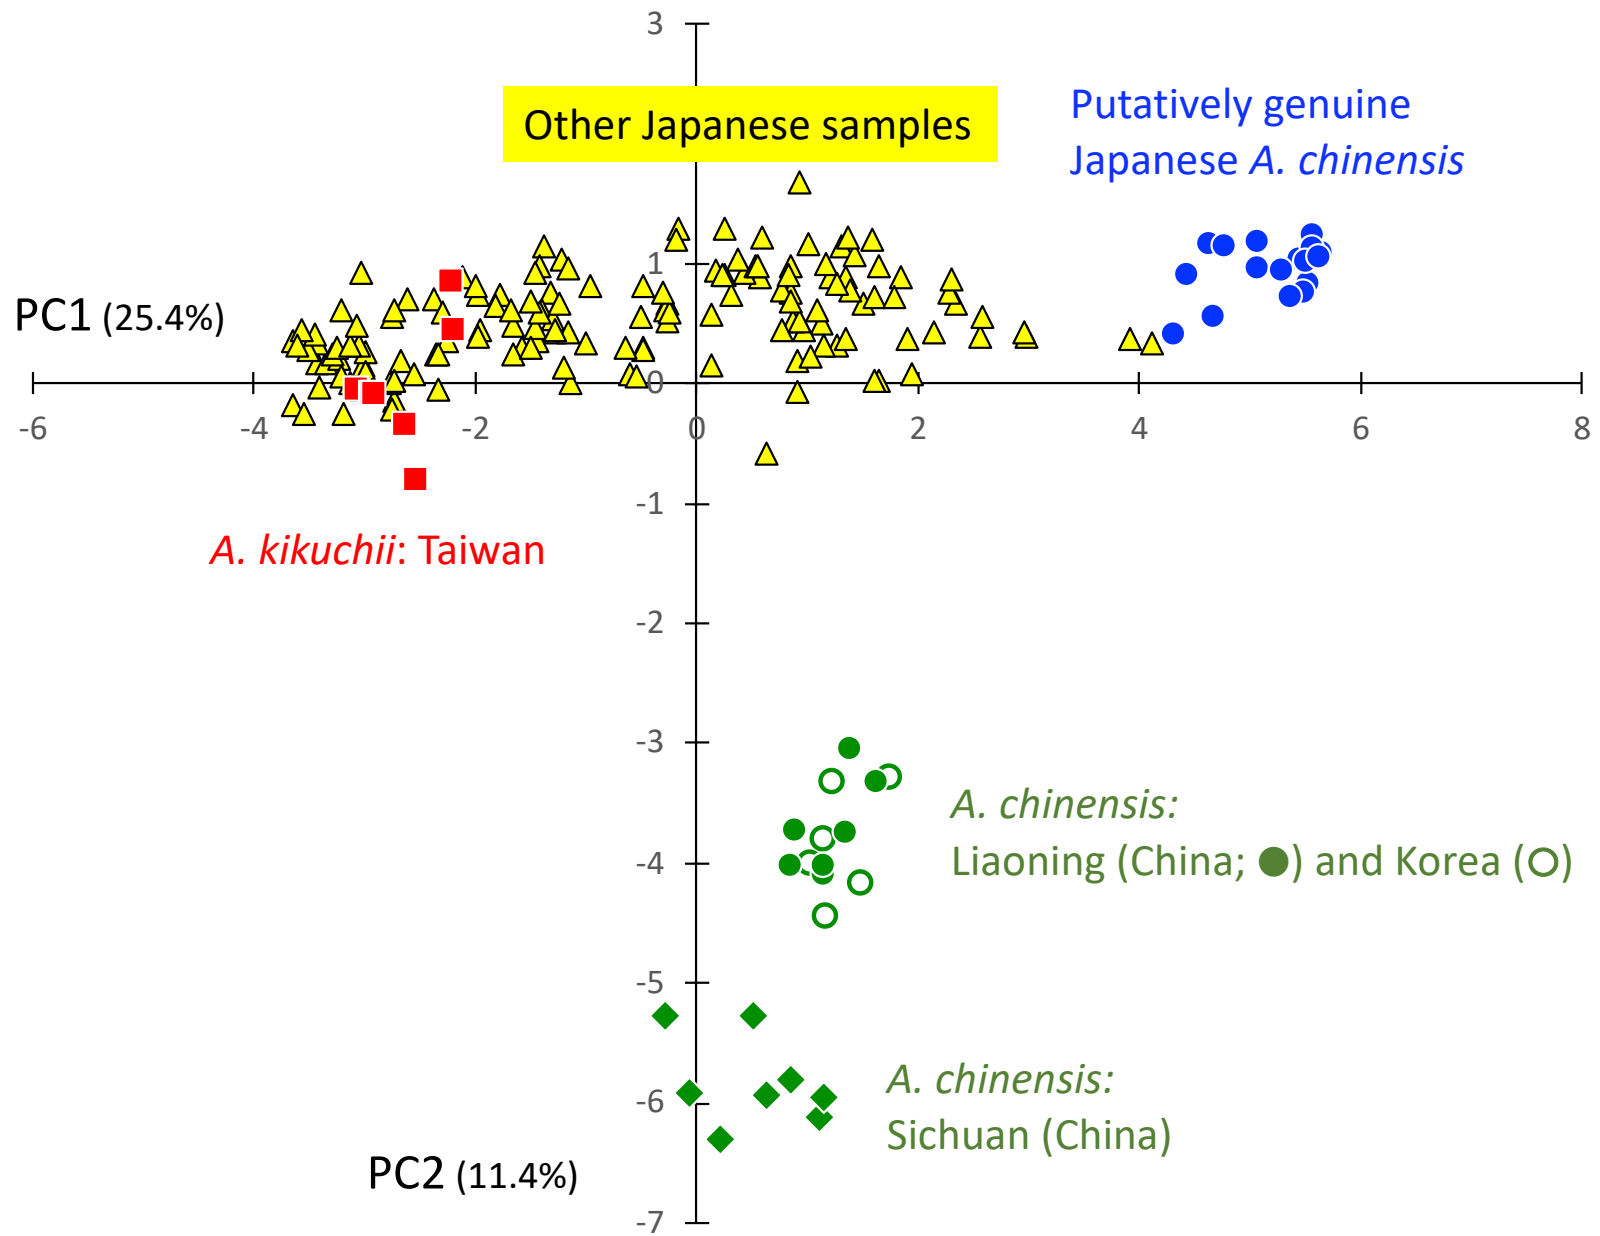 3
Other Japanese samples
Putatively genuine
Japanese A. chinensis
1
PC1 (25.4%)
0
-6
-4
-2
0
2
4
6
8
-1
A. kikuchii: Taiwan
-2
-3
A. chinensis:
Liaoning (China; ●) and Korea (○)
-4
-5
A. chinensis:
Sichuan (China)
-6
PC2 (11.4%)
-7